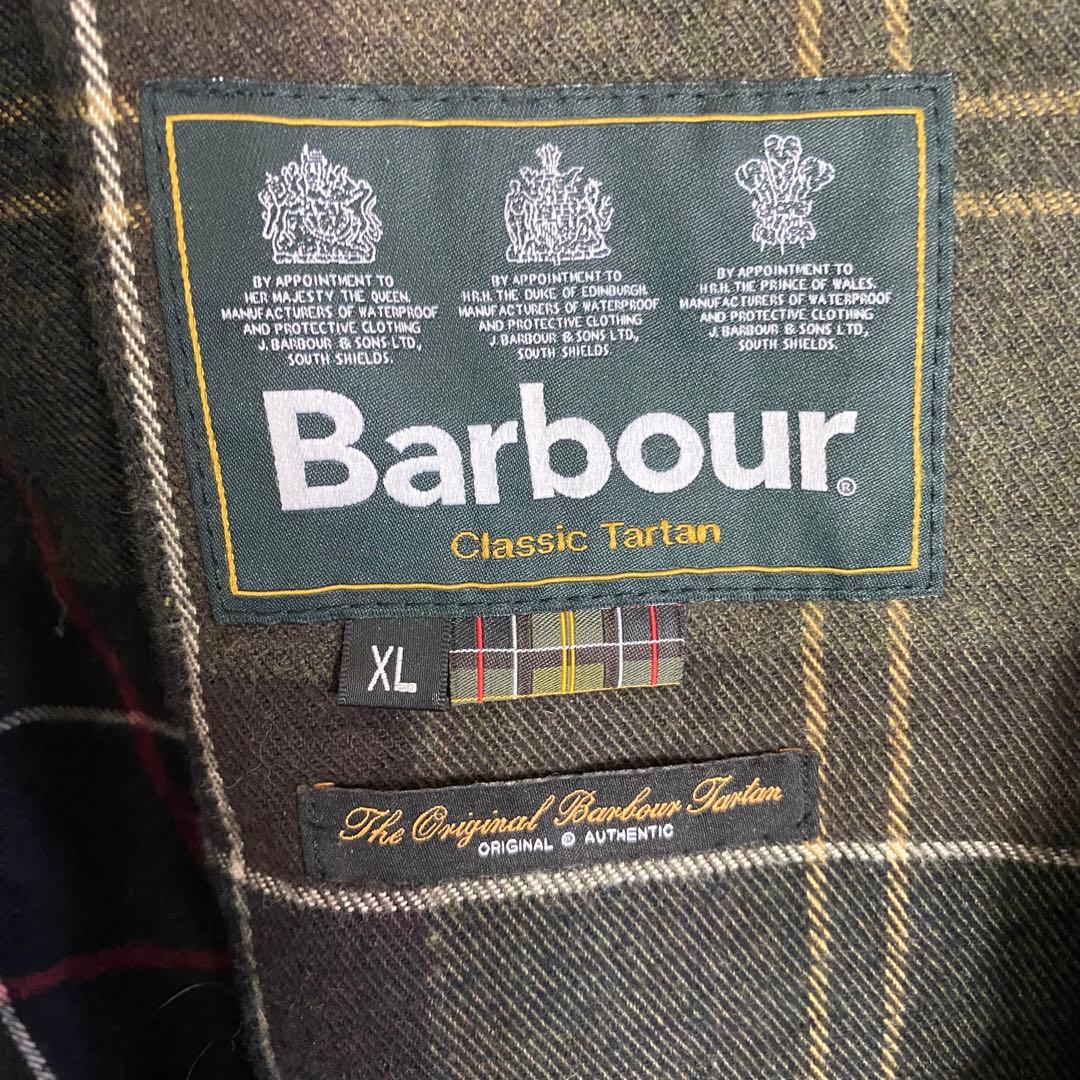 BY APPOINTMENT TO
HER MAJESTY THE QUEEN,
MANUFACTURERS OF WATERPROOF
AND PROTECTIVE CLOTHING
J. BARBOUR & SONS LTD,
SOUTH SHIELDS.
BY APPOINTMENT TO
H.R.H. THE DUKE OF EDINBURGH,
MANUFACTURERS OF WATERPROOF
AND PROTECTIVE CLOTHING
J. BARBOUR & SONS LTD,
SOUTH SHIELDS.
BY APPOINTMENT TO
H.R.H. THE PRINCE OF WALES,
MANUFACTURERS OF WATERPROOF
AND PROTECTIVE CLOTHING
J. BARBOUR & SONS LTD,
SOUTH SHIELDS.
Barbour®
Classic Tartan
XL
The Original Barbour Tartan
ORIGINAL & AUTHENTIC